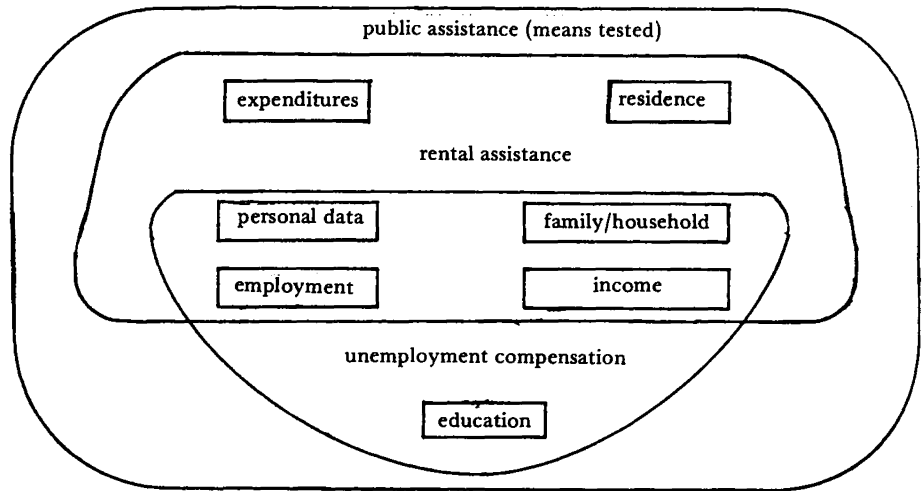 public assistance (means tested)
expenditures
residence
rental assistance
personal data
family/household
employment
income
unemployment compensation
education